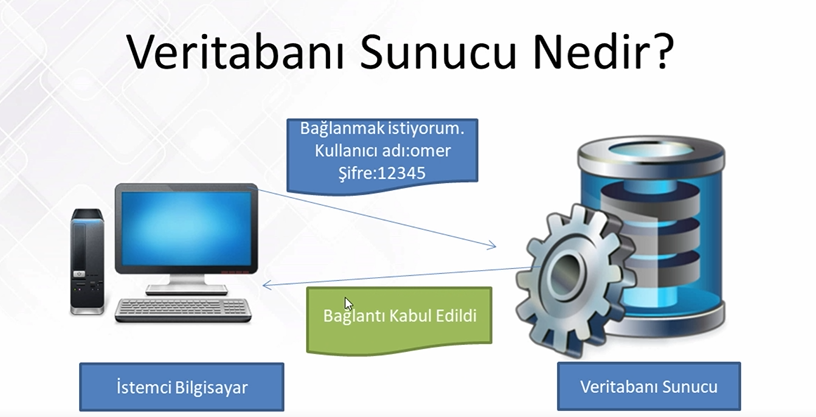 Veritabanı Sunucu Nedir?
Bağlanmak istiyorum.
Kullanıcı adı:omer
Şifre:12345
Bağlantı Kabul Edildi
İstemci Bilgisayar
Veritabanı Sunucu